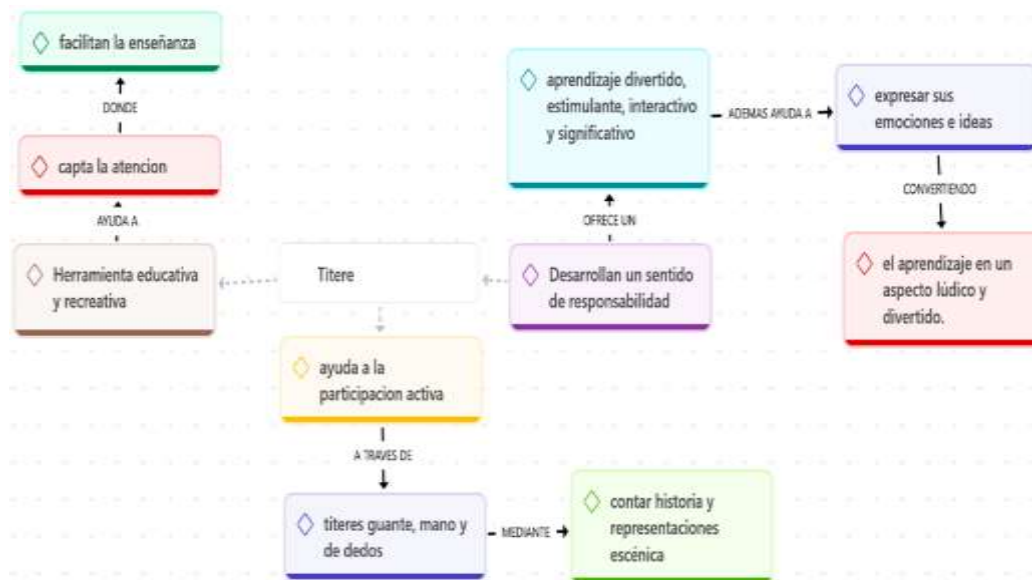 facilitan la enseñanza
DONDE
capta la atencion
AYUDA A
Herramienta educativa
y recreativa
Titere
ayuda a la
participacion activa
A TRAVES DE
titeres guante, mano y
de dedos
MEDIANTE
contar historia y
representaciones
escénica
Desarrollan un sentido
de responsabilidad
OFRECE UN
aprendizaje divertido,
estimulante, interactivo
y significativo
ADEMAS AYUDA A
expresar sus
emociones e ideas
CONVERTIENDO
el aprendizaje en un
aspecto lúdico y
divertido.